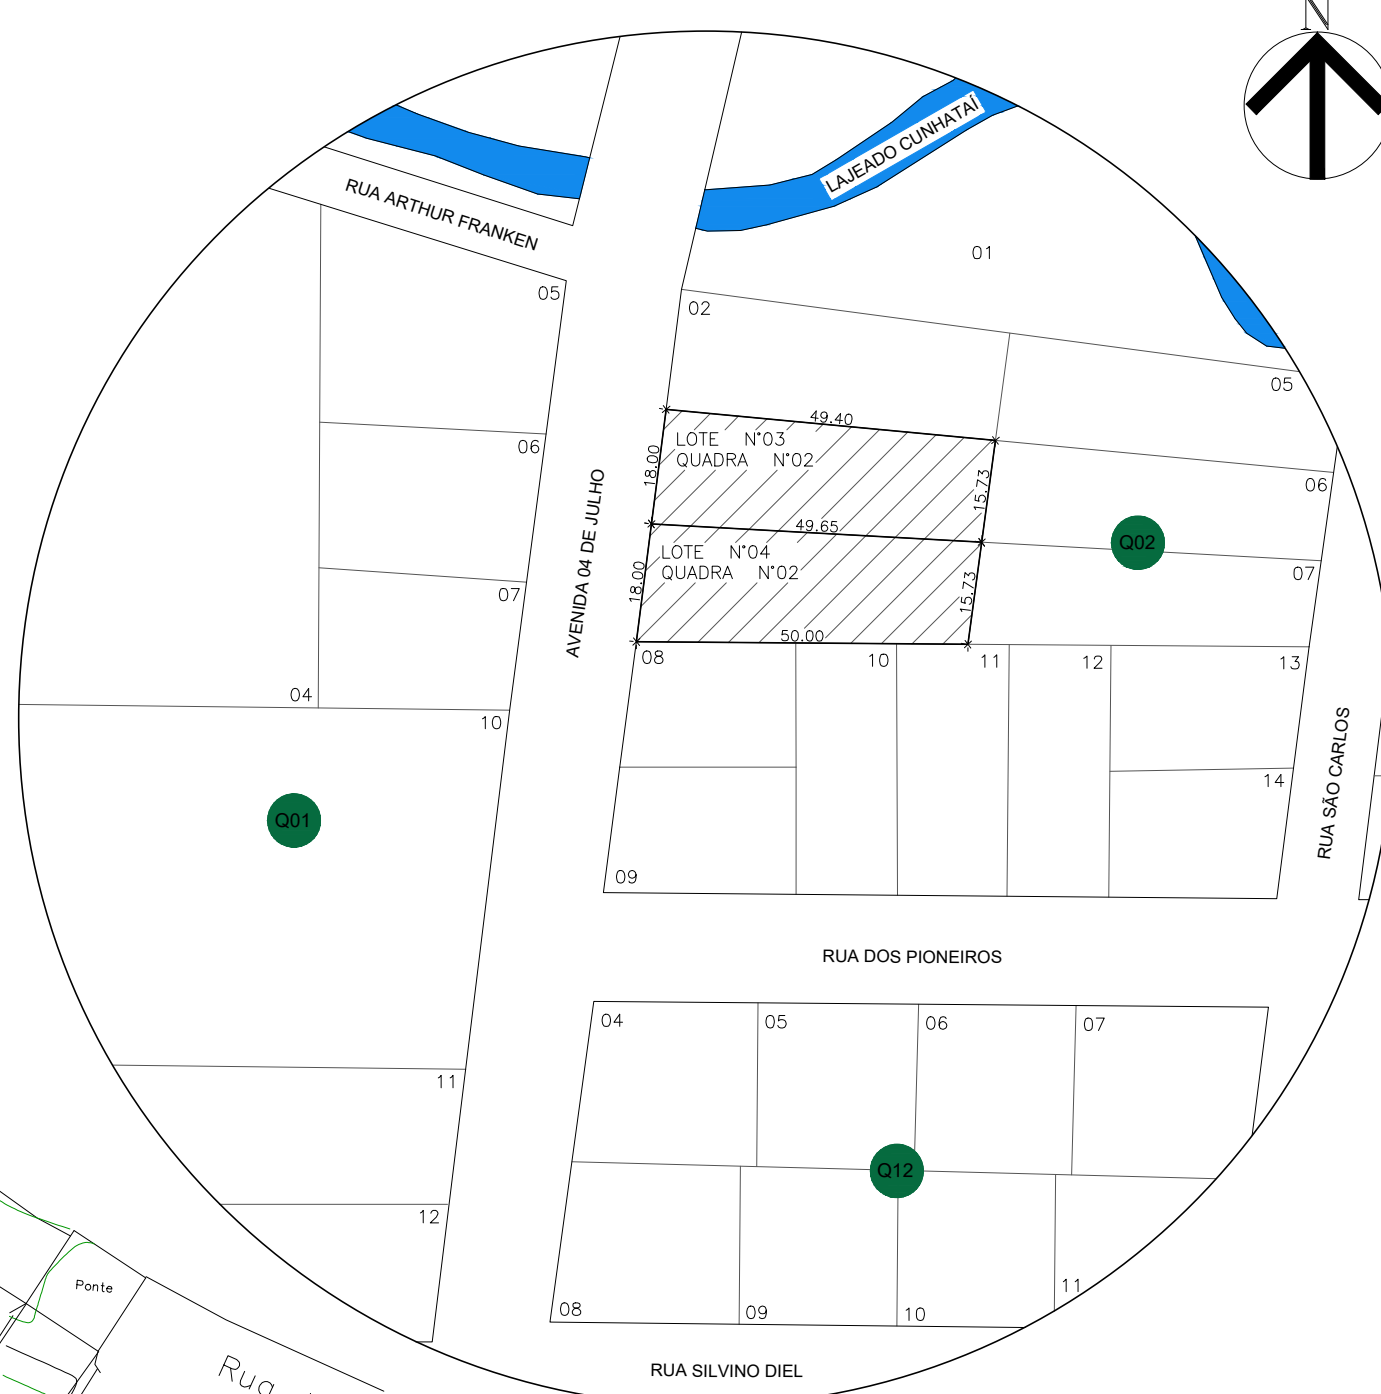 N
LAJEADO CUNHATAÍ
RUA ARTHUR FRANKEN
01
05
02
05
49.40
LOTE N°03
QUADRA N°02
18.00
15.73
06
06
49.65
Q02
LOTE N°04
QUADRA N°02
18.00
15.73
07
07
AVENIDA 04 DE JULHO
50.00
08
10
11
12
13
04
10
14
RUA SÃO CARLOS
Q01
09
RUA DOS PIONEIROS
04
05
06
07
11
Q12
12
Ponte
11
08
09
10
Rua
RUA SILVINO DIEL